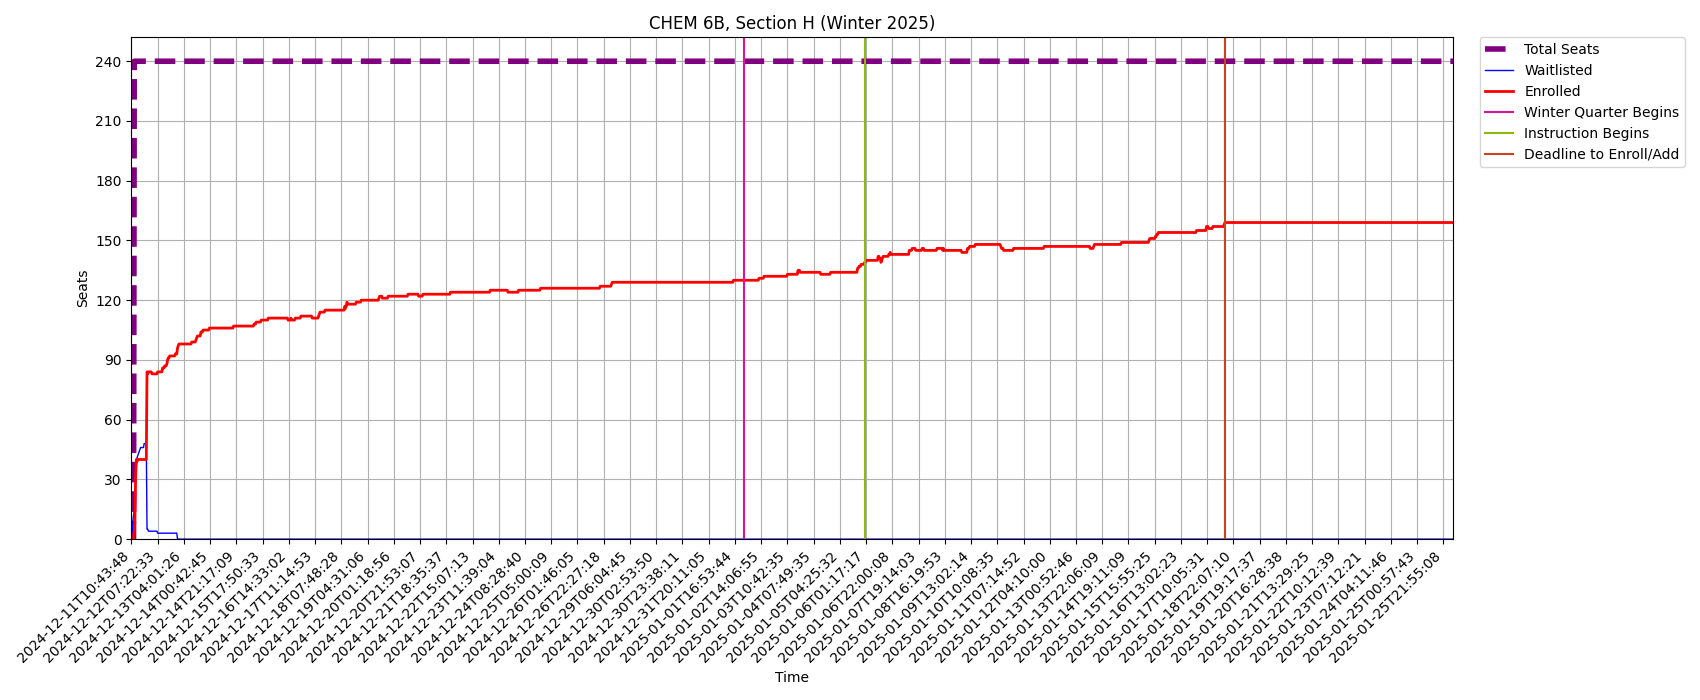 CHEM 6B, Section H (Winter 2025)
Total Seats
Waitlisted
Enrolled
Winter Quarter Begins
Instruction Begins
Deadline to Enroll/Add
Seats
240
210
180
150
120
90
60
30
0
2024-12-11T10:43:48
2024-12-12T07:22:33
2024-12-13T04:01:26
2024-12-14T00:42:45
2024-12-14T21:17:09
2024-12-15T17:50:33
2024-12-16T14:33:02
2024-12-17T11:14:53
2024-12-18T07:48:28
2024-12-19T04:31:06
2024-12-20T01:18:56
2024-12-20T21:53:07
2024-12-21T18:35:37
2024-12-22T15:07:13
2024-12-23T11:39:04
2024-12-24T08:28:40
2024-12-25T05:00:09
2024-12-26T01:46:05
2024-12-26T22:27:18
2024-12-29T06:04:45
2024-12-30T02:53:50
2024-12-30T23:38:11
2024-12-31T20:11:05
2025-01-01T16:53:44
2025-01-02T14:06:55
2025-01-03T10:42:35
2025-01-04T07:49:35
2025-01-05T04:25:32
2025-01-06T01:17:17
2025-01-06T22:00:08
2025-01-07T19:14:03
2025-01-08T16:19:53
2025-01-09T13:02:14
2025-01-10T10:08:35
2025-01-11T07:14:52
2025-01-12T04:10:00
2025-01-13T01:52:46
2025-01-13T22:06:09
2025-01-14T19:11:09
2025-01-15T15:55:25
2025-01-16T13:02:23
2025-01-17T10:05:31
2025-01-18T22:07:10
2025-01-19T19:17:37
2025-01-20T16:28:38
2025-01-21T13:29:25
2025-01-22T10:12:39
2025-01-23T07:12:21
2025-01-24T04:11:46
2025-01-25T00:57:43
2025-01-25T21:55:08
Time